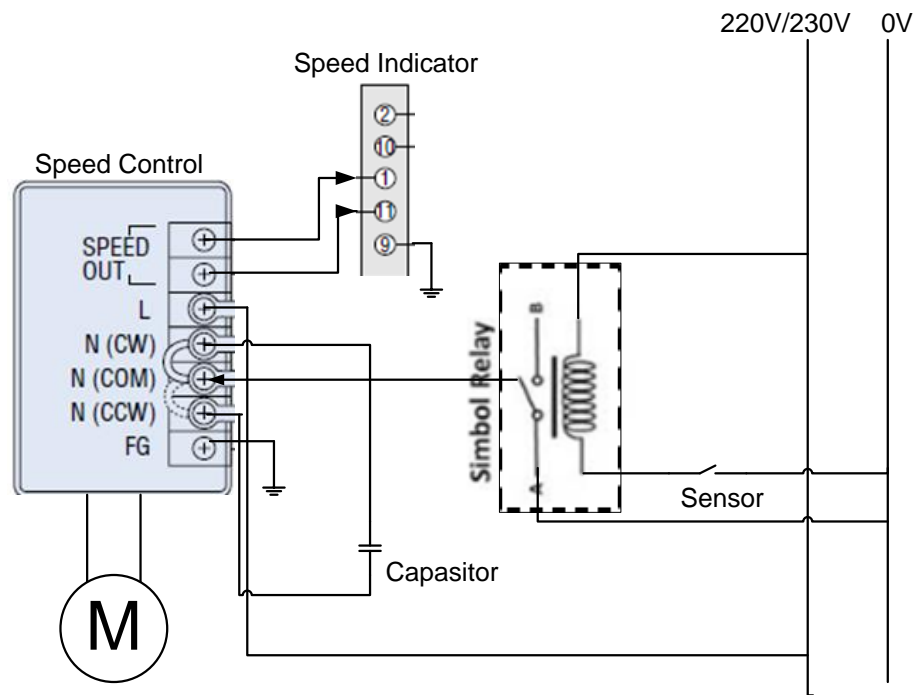 220V/230V 0V
Speed Indicator
2
10
1
11
9
Speed Control
SPEED
OUT
L
N (CW)
N (COM)
N (CCW)
FG
Simbol Relay
B
A
Sensor
Capasitor
M